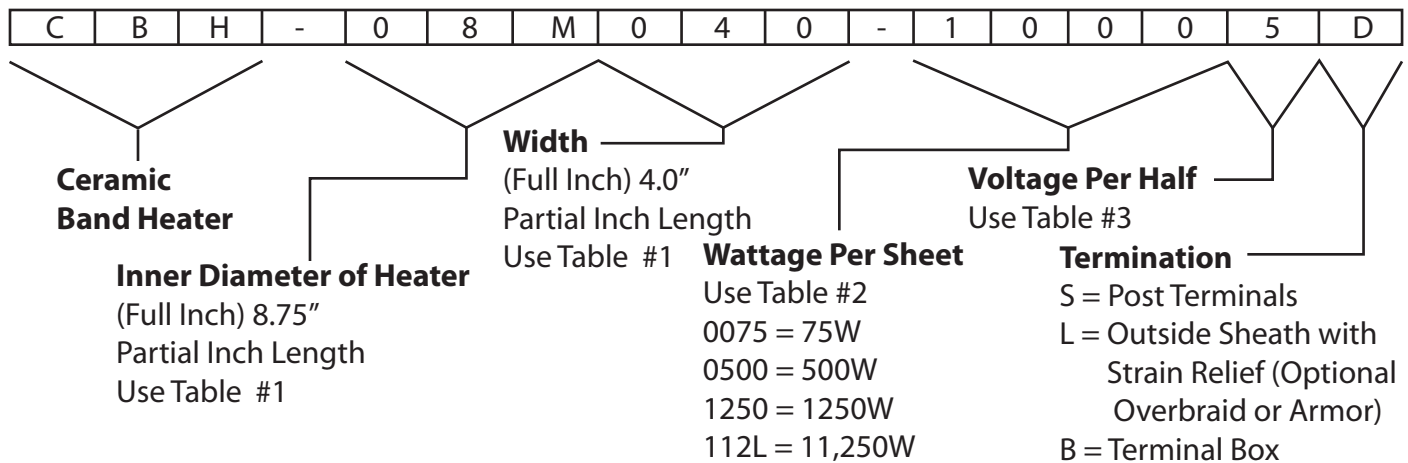 C B H - 0 8 M 0 4 0 - 1 0 0 0 5 D
Ceramic
Band Heater
Inner Diameter of Heater
(Full Inch) 8.75”
Partial Inch Length
Use Table #1
Width
(Full Inch) 4.0”
Partial Inch Length
Use Table #1
Wattage Per Sheet
Use Table #2
0075 = 75W
0500 = 500W
1250 = 1250W
112L = 11,250W
Voltage Per Half
Use Table #3
Termination
S = Post Terminals
L = Outside Sheath with
Strain Relief (Optional
Overbraid or Armor)
B = Terminal Box